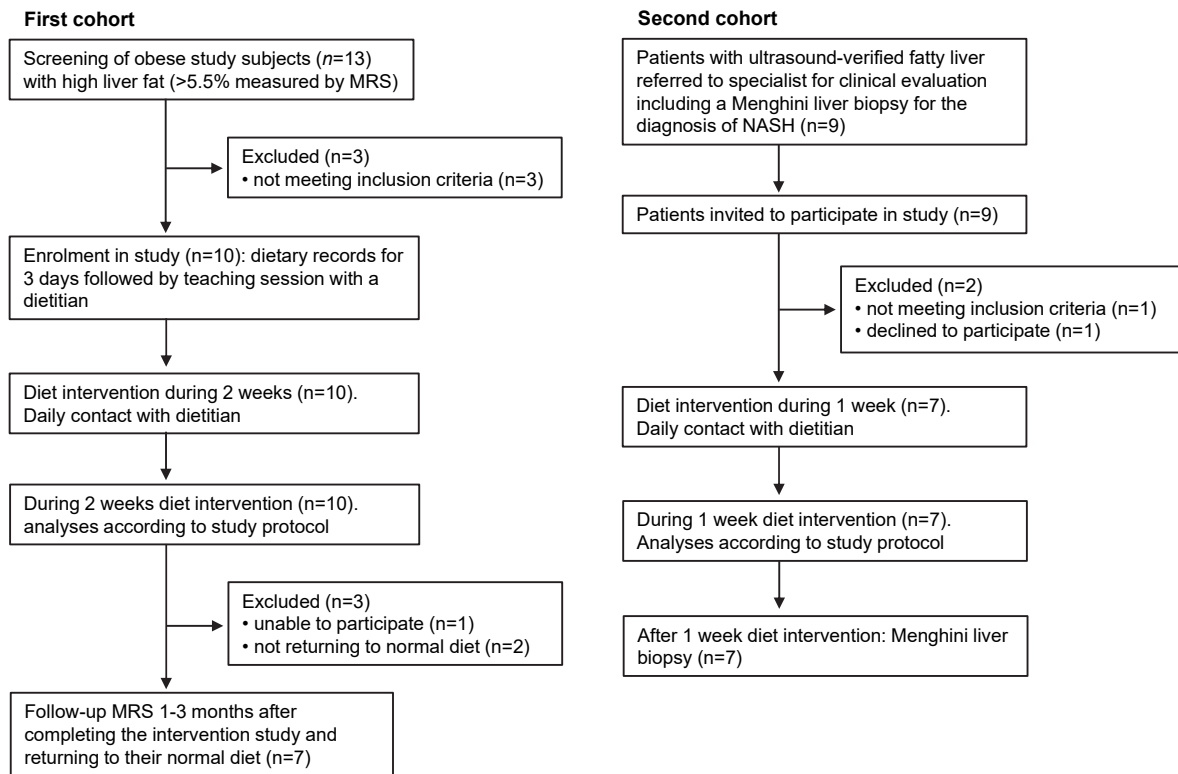 First cohort
Screening of obese study subjects (n=13)
with high liver fat (>5.5% measured by MRS)
Excluded (n=3)
• not meeting inclusion criteria (n=3)
Enrolment in study (n=10): dietary records for
3 days followed by teaching session with a
dietitian
Diet intervention during 2 weeks (n=10).
Daily contact with dietitian
During 2 weeks diet intervention (n=10).
analyses according to study protocol
Excluded (n=3)
• unable to participate (n=1)
• not returning to normal diet (n=2)
Follow-up MRS 1-3 months after
completing the intervention study and
returning to their normal diet (n=7)
Second cohort
Patients with ultrasound-verified fatty liver
referred to specialist for clinical evaluation
including a Menghini liver biopsy for the
diagnosis of NASH (n=9)
Patients invited to participate in study (n=9)
Excluded (n=2)
• not meeting inclusion criteria (n=1)
• declined to participate (n=1)
Diet intervention during 1 week (n=7).
Daily contact with dietitian
During 1 week diet intervention (n=7).
Analyses according to study protocol
After 1 week diet intervention: Menghini liver
biopsy (n=7)